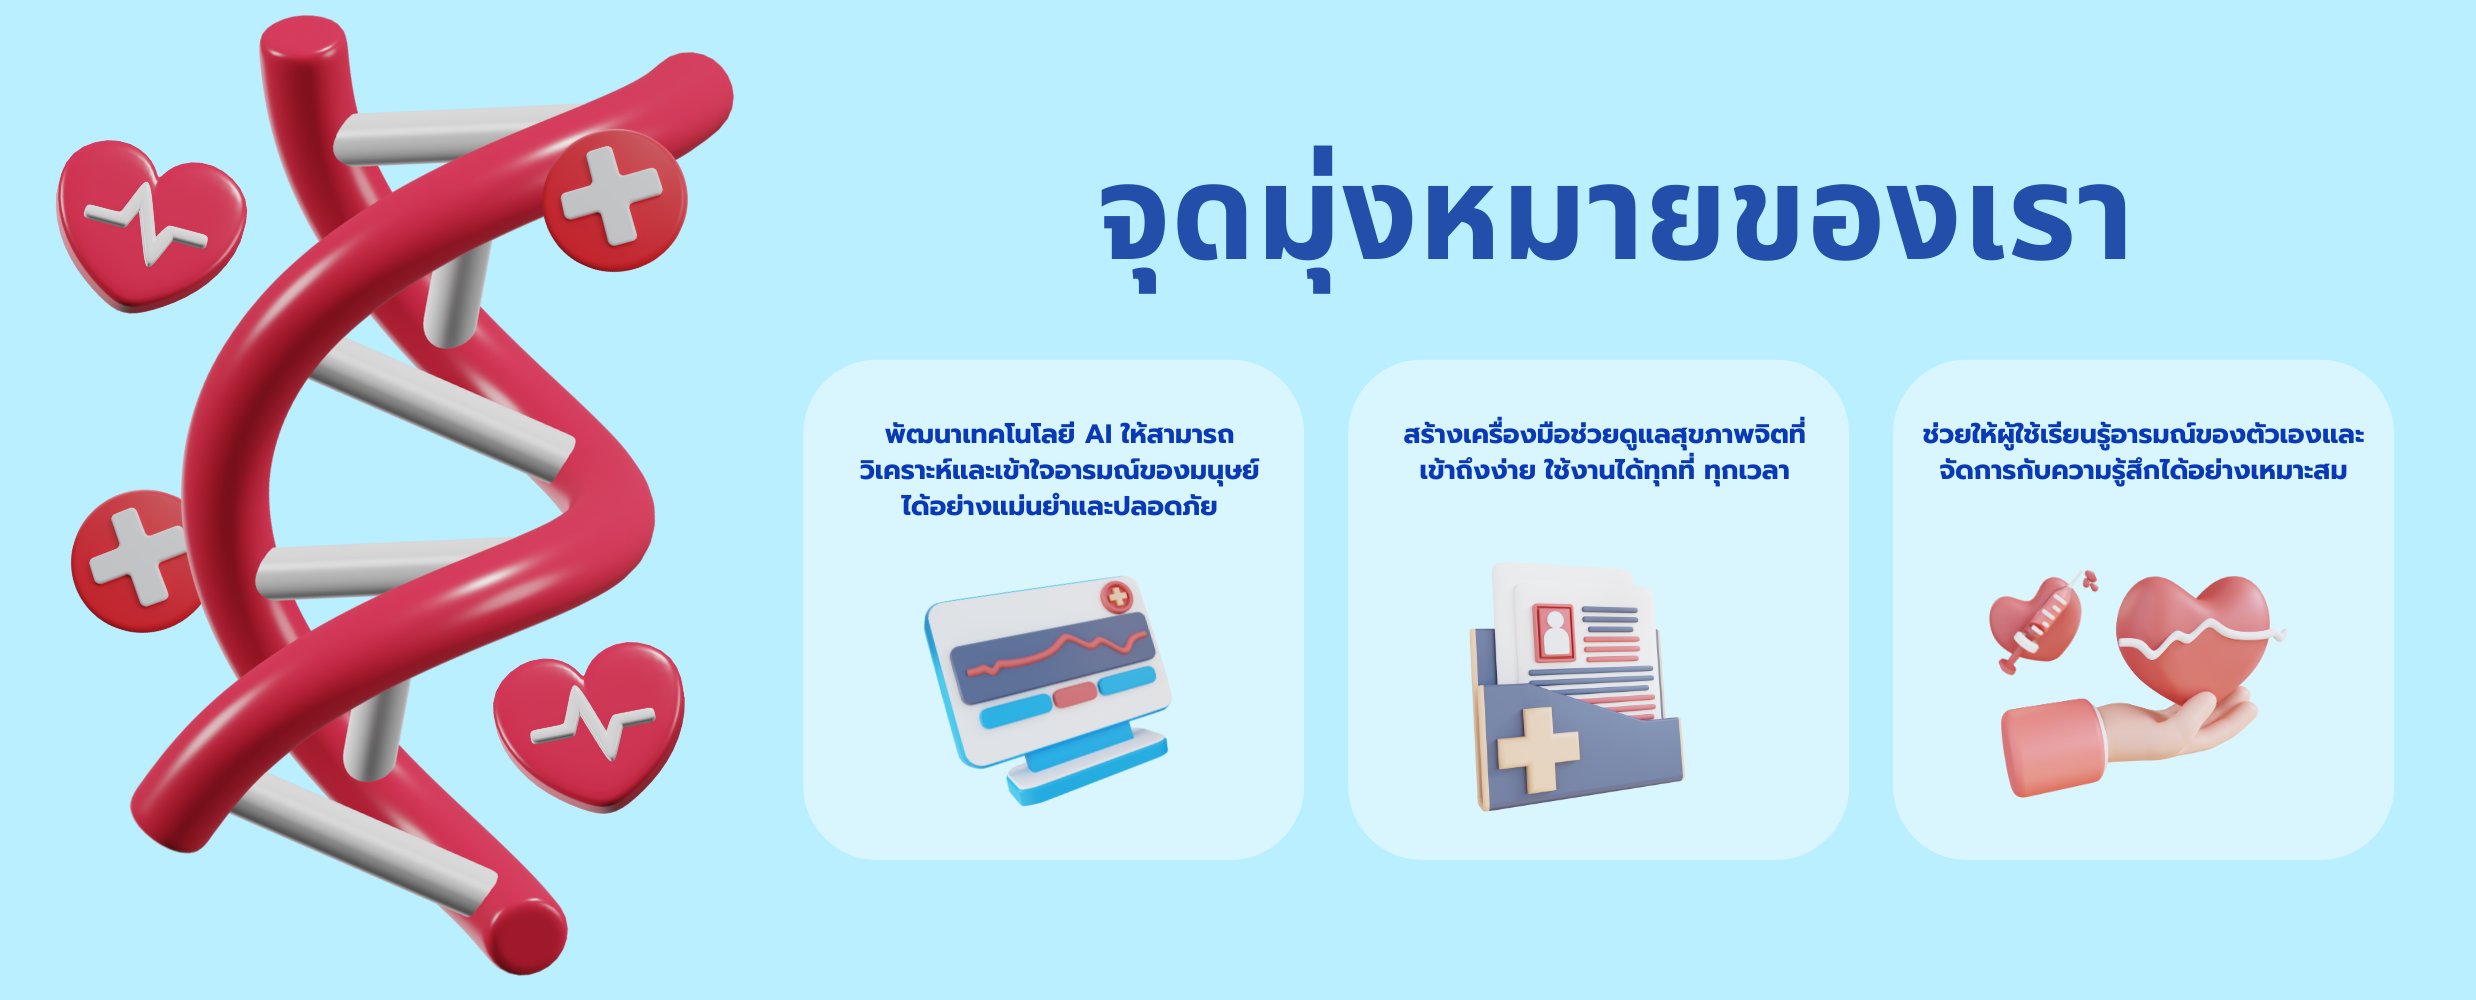 จุดมุ่งหมายของเรา
พัฒนาเทคโนโลยี AI ให้สามารถ
วิเคราะห์และเข้าใจอารมณ์ของมนุษย์
ได้อย่างแม่นยำและปลอดภัย
สร้างเครื่องมือช่วยดูแลสุขภาพจิตที่
เข้าถึงง่าย ใช้งานได้ทุกที่ ทุกเวลา
ช่วยให้ผู้ใช้เรียนรู้อารมณ์ของตัวเองและ
จัดการกับความรู้สึกได้อย่างเหมาะสม